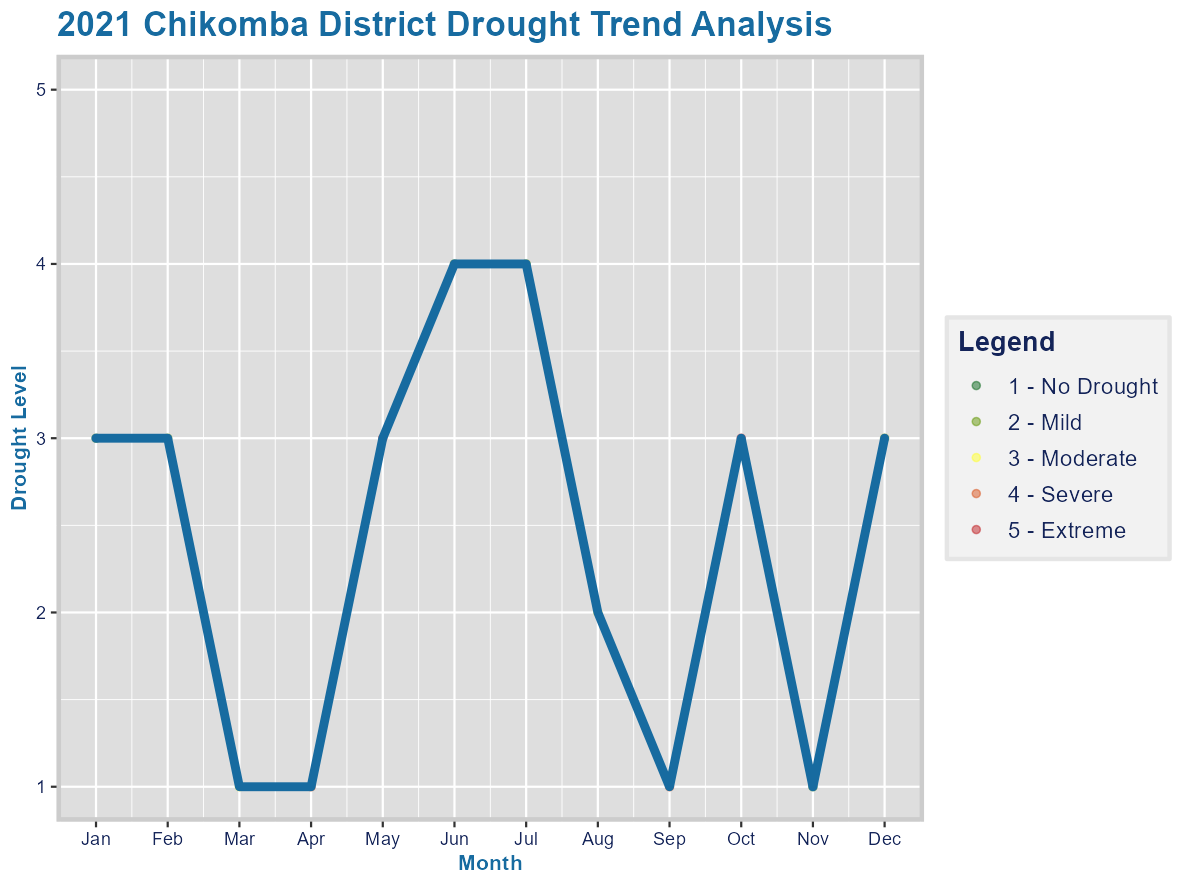 2021 Chikomba District Drought Trend Analysis
5
4
3
2
1
Drought Level
Jan Feb Mar Apr May Jun Jul Aug Sep Oct Nov Dec
Month
Legend
1 - No Drought
2 - Mild
3 - Moderate
4 - Severe
5 - Extreme